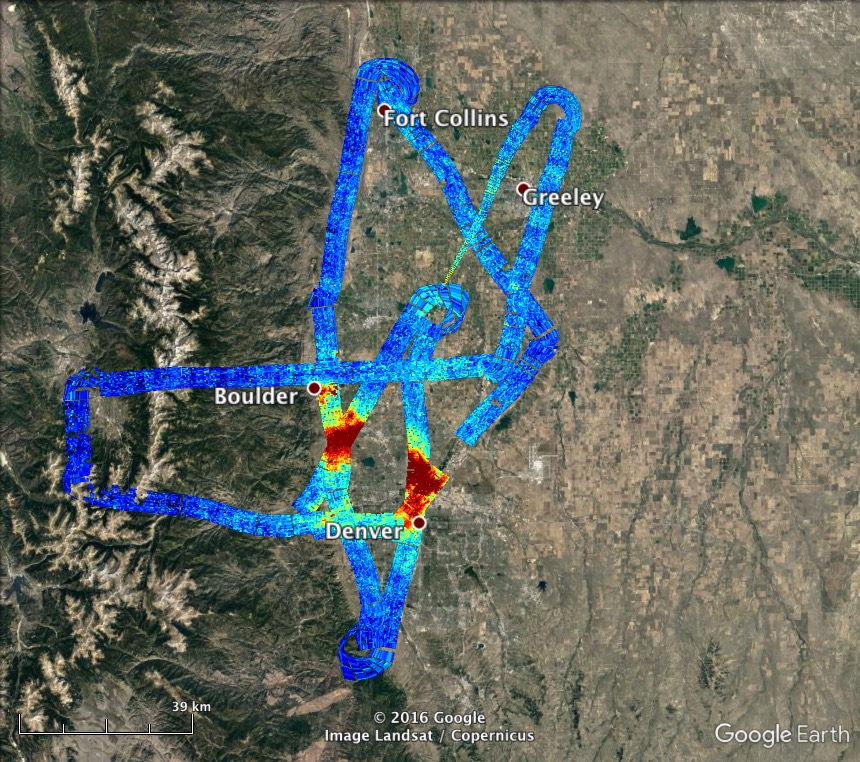 Fort Collins
Greeley
Boulder
Denver
39 km
© 2016 Google
Image Landsat / Copernicus
Google Earth